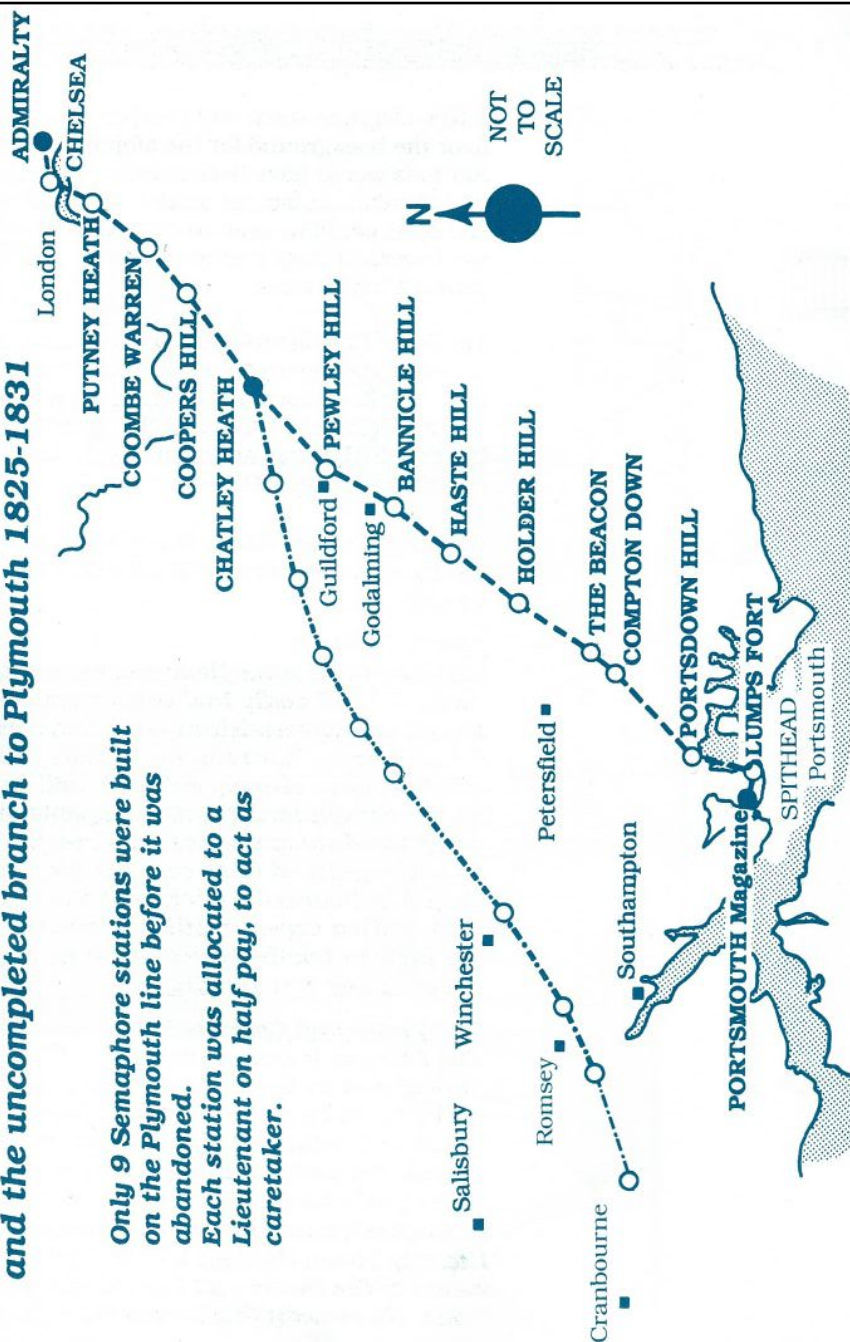 and the uncompleted branch to Plymouth 1825-1831
Only 9 Semaphore stations were built
on the Plymouth line before it was
abandoned.
Each station was allocated to a
Lieutenant on half pay to act as
caretaker.
London
ADMIRALTY
CHELSEA
PUTNEY HEATH
COOMBE WARREN
COOPERS HILL
CHATLEY HEATH
PEWLEY HILL
Guildford
Godalming
BANNICLE HILL
HASTE HILL
HOLDER HILL
THE BEACON
COMPTON DOWN
Petersfield
PORTSDOWN HILL
LUMPS FORT
PORTSMOUTH Magazine
SPITHEAD
Portsmouth
Southampton
Winchester
Romsey
Salisbury
Cranbourne
N
NOT
TO
SCALE